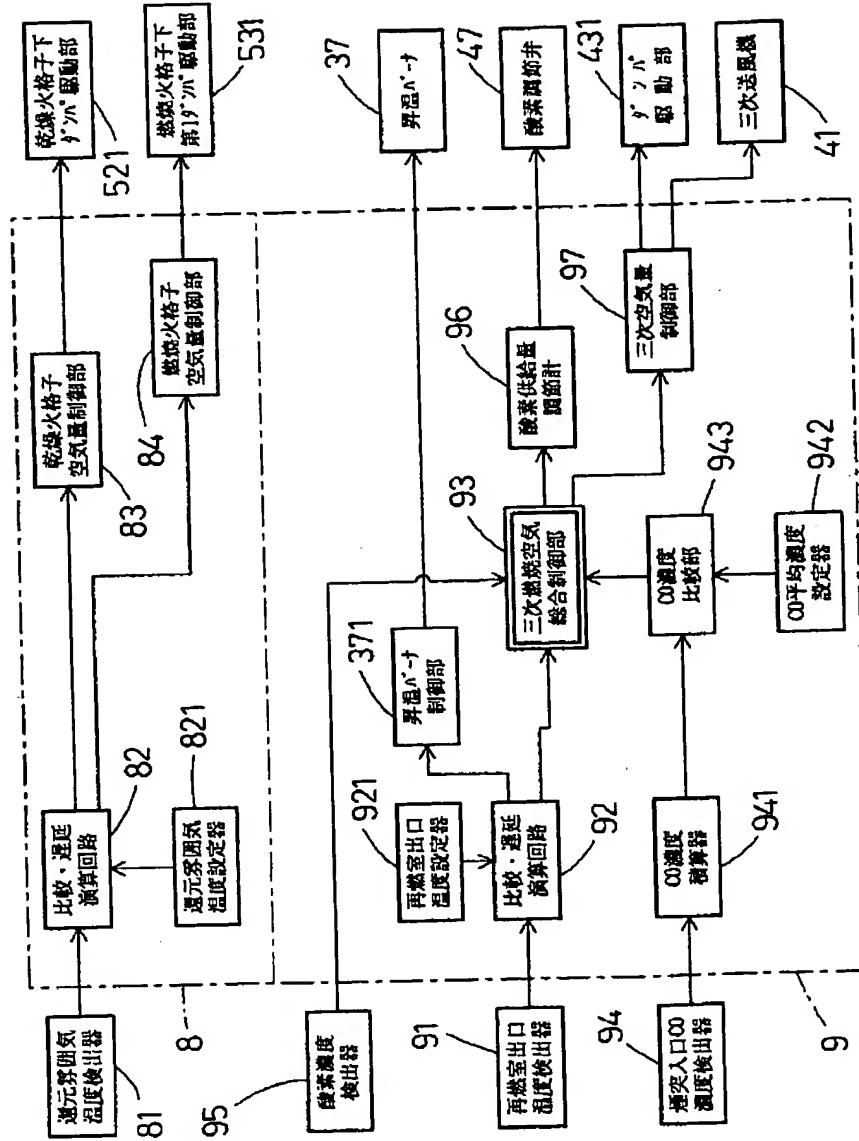 還元雰囲気
温度検出器
81
8
比較・遅延
演算回路
82
還元雰囲気
温度設定器
821
乾燥火格子
空気量制御部
83
燃焼火格子
空気量制御部
84
乾燥火格子下
ダンパ駆動部
521
燃焼火格子下
第1ダンパ駆動部
531
酸素濃度
検出器
95
再燃室出口
温度検出器
91
煙突入口CO
濃度検出器
94
9
再燃室出口
温度設定器
921
比較・遅延
演算回路
92
CO濃度
積算器
941
昇温バーナ
制御部
371
三次燃焼空気
総合制御部
93
CO濃度
比較部
943
CO平均濃度
設定器
942
酸素供給量
調節計
96
三次空気量
制御部
97
昇温バーナ
37
酸素調節弁
47
ダンパ
駆動部
431
三次送風機
41